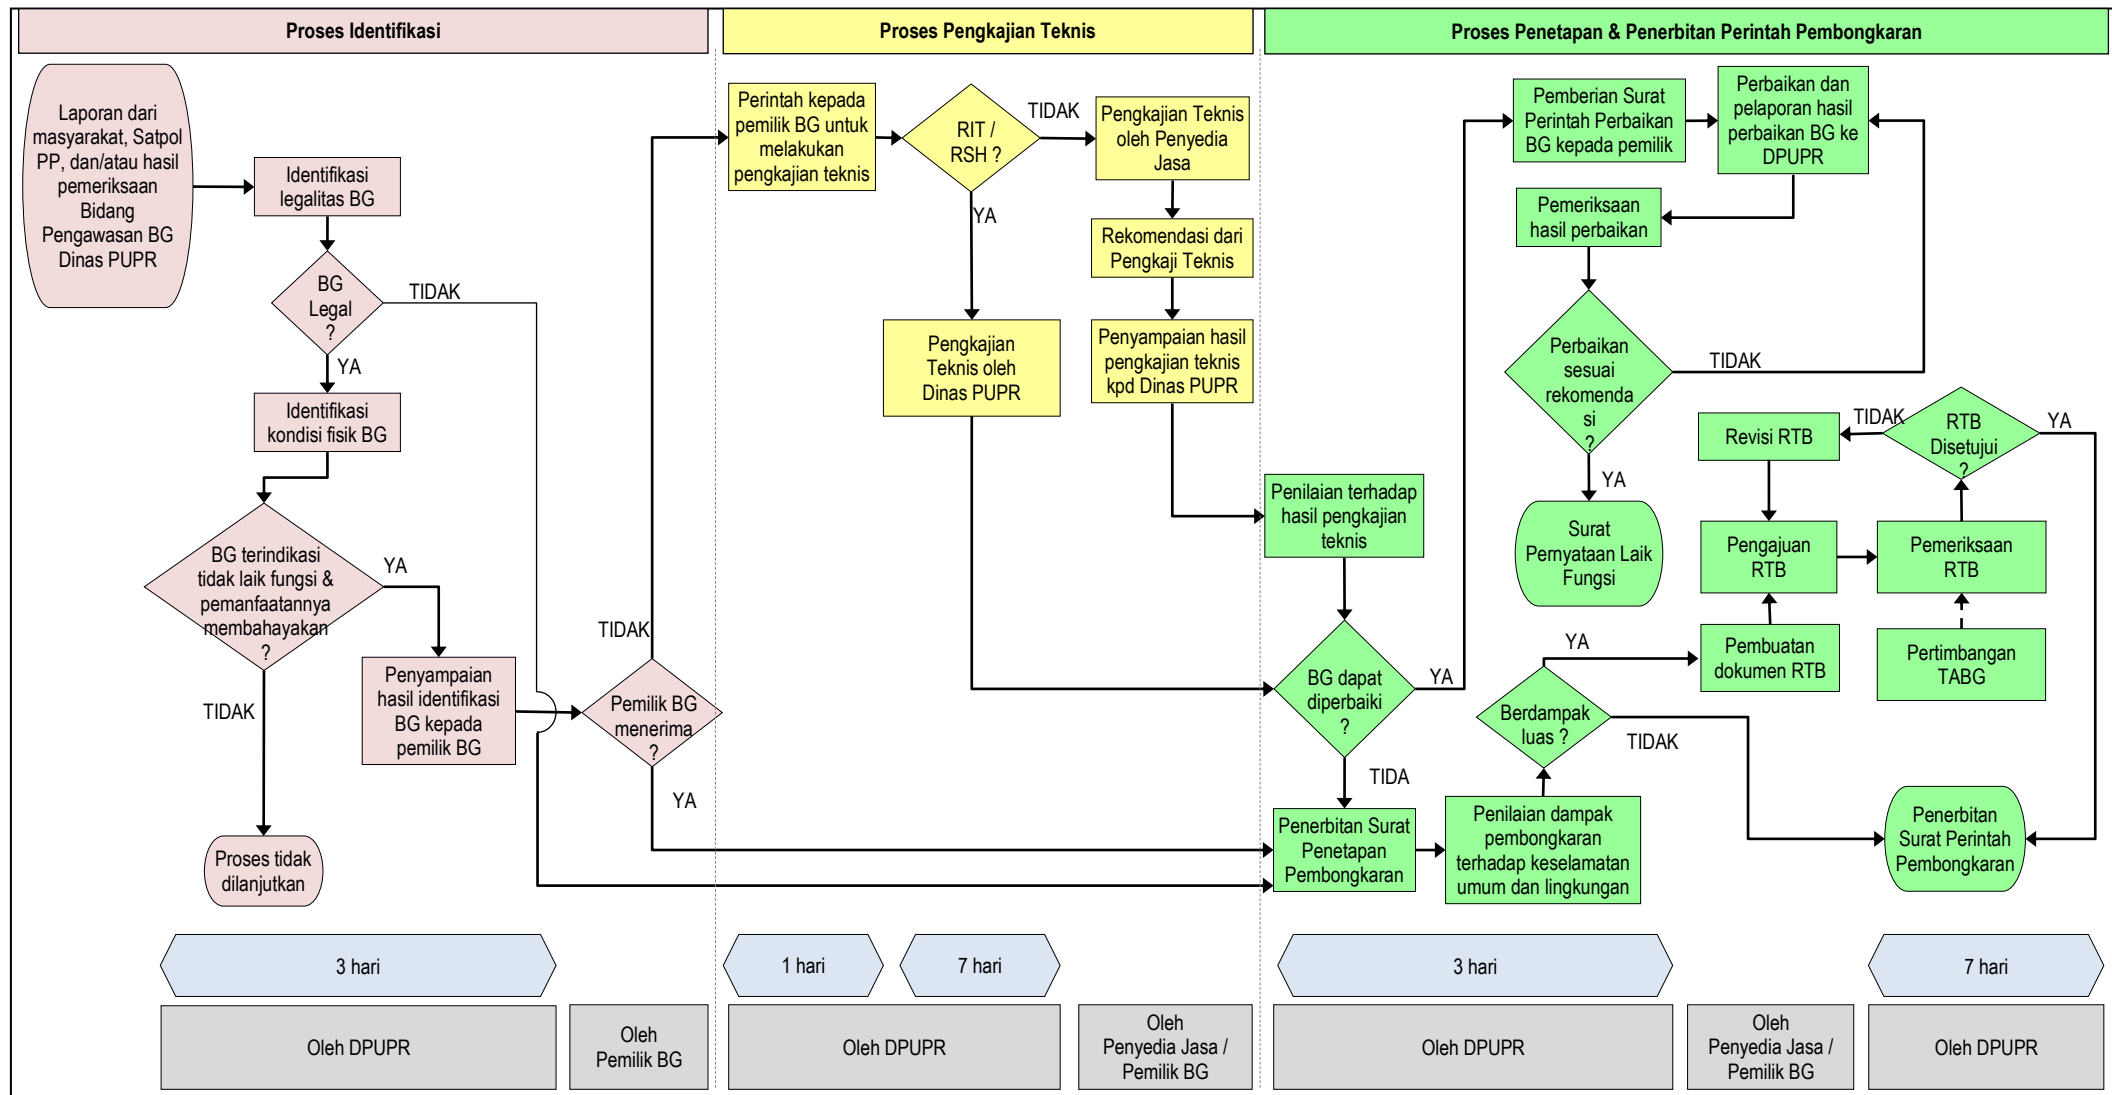 Proses Identifikasi
Proses Pengkajian Teknis
Proses Penetapan & Penerbitan Perintah Pembongkaran
Laporan dari
masyarakat, Satpol
PP, dan/atau hasil
pemeriksaan
Bidang
Pengawasan BG
Dinas PUPR
Identifikasi
legalitas BG
BG
Legal
?
TIDAK
YA
Identifikasi
kondisi fisik BG
BG terindikasi
tidak laik fungsi &
pemanfaatannya
membahayakan
?
YA
TIDAK
Penyampaian
hasil identifikasi
BG kepada
pemilik BG
Proses tidak
dilanjutkan
Pemilik BG
menerima
?
TIDAK
YA
Perintah kepada
pemilik BG untuk
melakukan
pengkajian teknis
RIT /
RSH ?
TIDAK
YA
Pengkajian Teknis
oleh Penyedia
Jasa
Rekomendasi dari
Pengkaji Teknis
Pengkajian
Teknis oleh
Dinas PUPR
Penyampaian hasil
pengkajian teknis
kpd Dinas PUPR
Penilaian terhadap
hasil pengkajian
teknis
BG dapat
diperbaiki
?
YA
TIDA
Penerbitan Surat
Penetapan
Pembongkaran
Pemberian Surat
Perintah Perbaikan
BG kepada pemilik
Perbaikan dan
pelaporan hasil
perbaikan BG ke
DPUPR
Pemeriksaan
hasil perbaikan
Perbaikan
sesuai
rekomenda
si
?
TIDAK
YA
Surat
Pernyataan Laik
Fungsi
Penilaian dampak
pembongkaran
terhadap keselamatan
umum dan lingkungan
Berdampak
luas ?
YA
TIDAK
Pembuatan
dokumen RTB
Pengajuan
RTB
Revisi RTB
Pemeriksaan
RTB
Pertimbangan
TABG
RTB
Disetujui
?
TIDAK
YA
Penerbitan
Surat Perintah
Pembongkaran
3 hari
1 hari
7 hari
3 hari
7 hari
Oleh DPUPR
Oleh
Pemilik BG
Oleh DPUPR
Oleh
Penyedia Jasa /
Pemilik BG
Oleh DPUPR
Oleh
Penyedia Jasa /
Pemilik BG
Oleh DPUPR